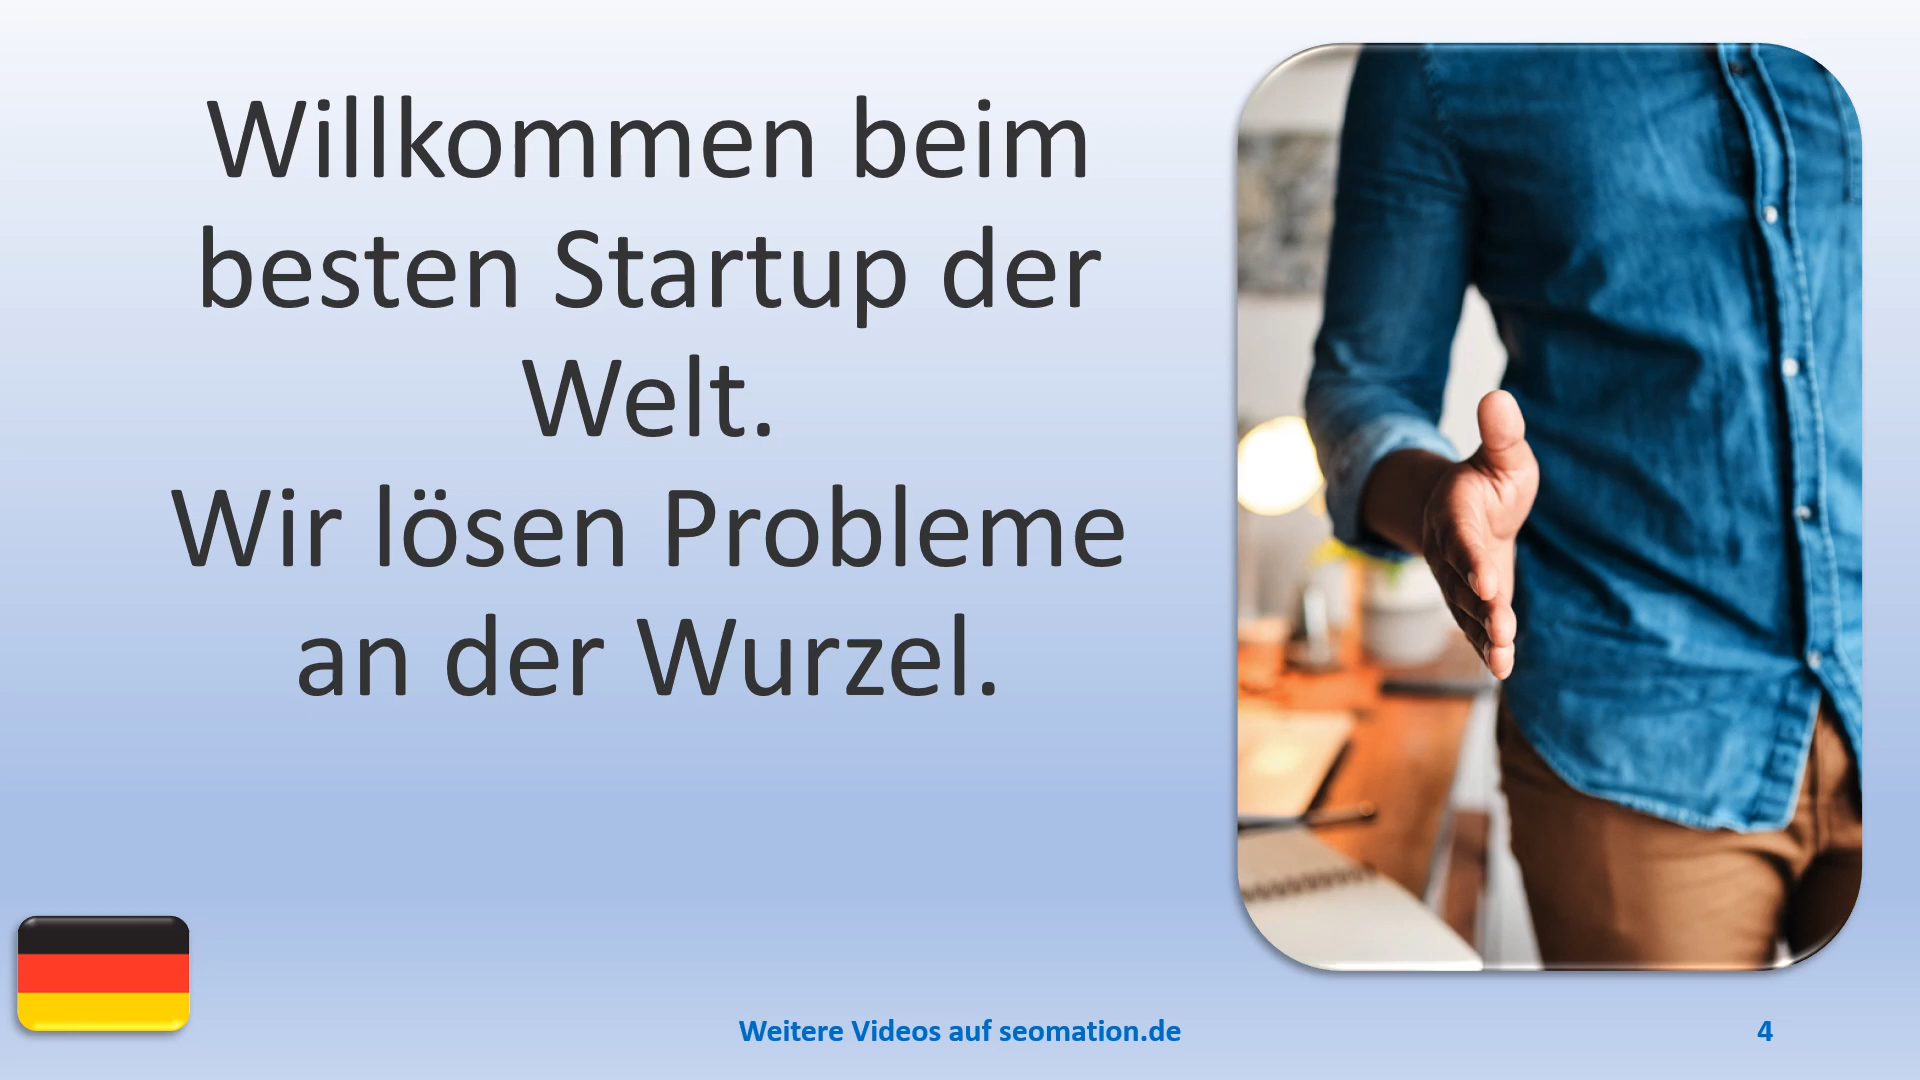 Willkommen beim
besten Startup der
Welt.
Wir lösen Probleme
an der Wurzel.
Weitere Videos auf seomation.de
4